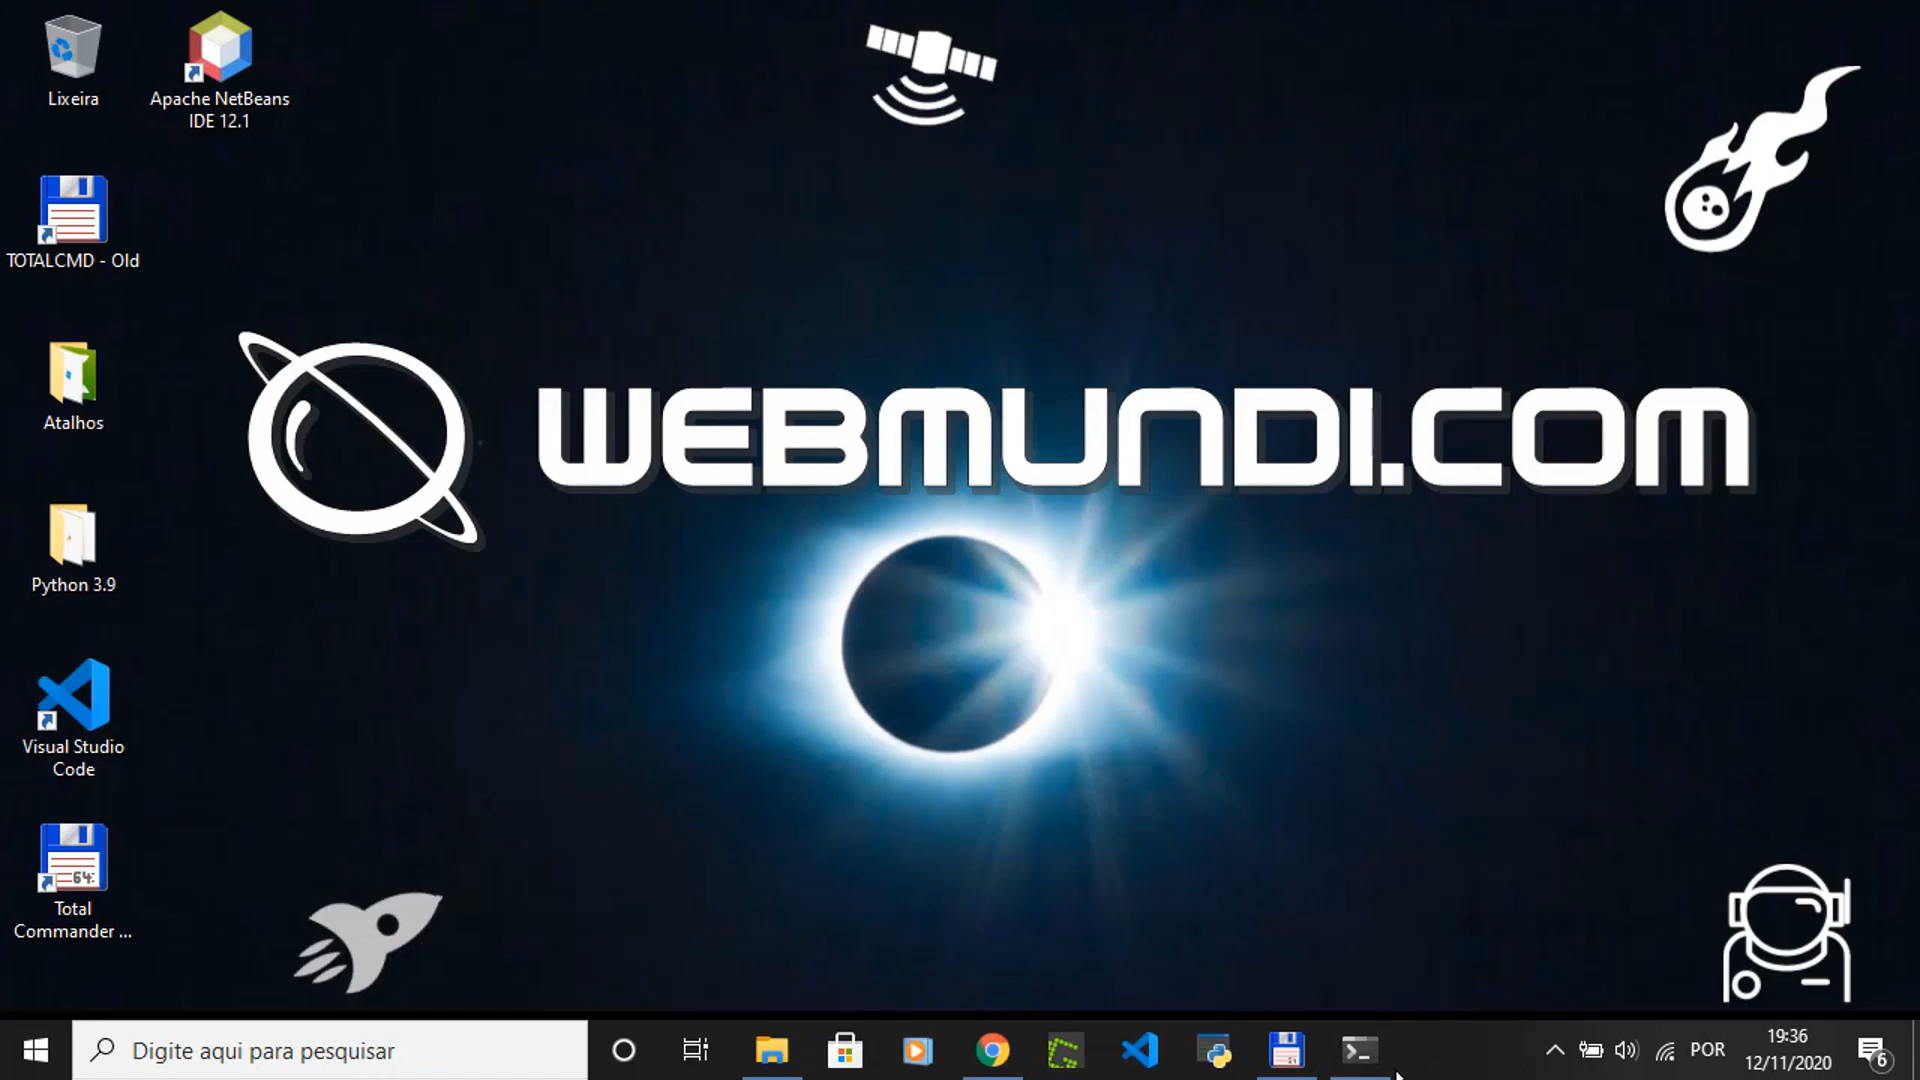 Lixeira
Apache NetBeans
IDE 12.1
TOTALCMD - Old
Atalhos
Python 3.9
Visual Studio
Code
64
Total
Commander ...
WEBMUNDI.COM
Digite aqui para pesquisar
POR
19:36
12/11/2020
6